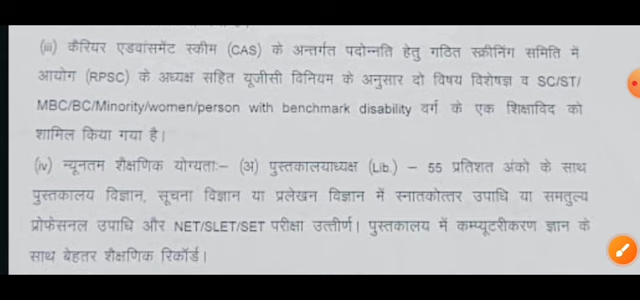 (iii) कैरियर एडवांसमेंट स्कीम (CAS) के अन्तर्गत पदोन्नति हेतु गठित स्क्रीनिंग समिति में
आयोग (RPSC) के अध्यक्ष सहित यूजीसी विनियम के अनुसार दो विषय विशेषज्ञ व SC/ST/
MBC/BC/Minority/women/person with benchmark disability वर्ग के एक शिक्षाविद को
शामिल किया गया है।
(iv) न्यूनतम शैक्षणिक योग्यताः– (अ) पुस्तकालयाध्यक्ष (Lib.) – 55 प्रतिशत अंको के साथ
पुस्तकालय विज्ञान, सूचना विज्ञान या प्रलेखन विज्ञान में स्नातकोत्तर उपाधि या समतुल्य
प्रोफेसनल उपाधि और NET/SLET/SET परीक्षा उत्तीर्ण। पुस्तकालय में कम्प्यूटरीकरण ज्ञान के
साथ बेहतर शैक्षणिक रिकॉर्ड।